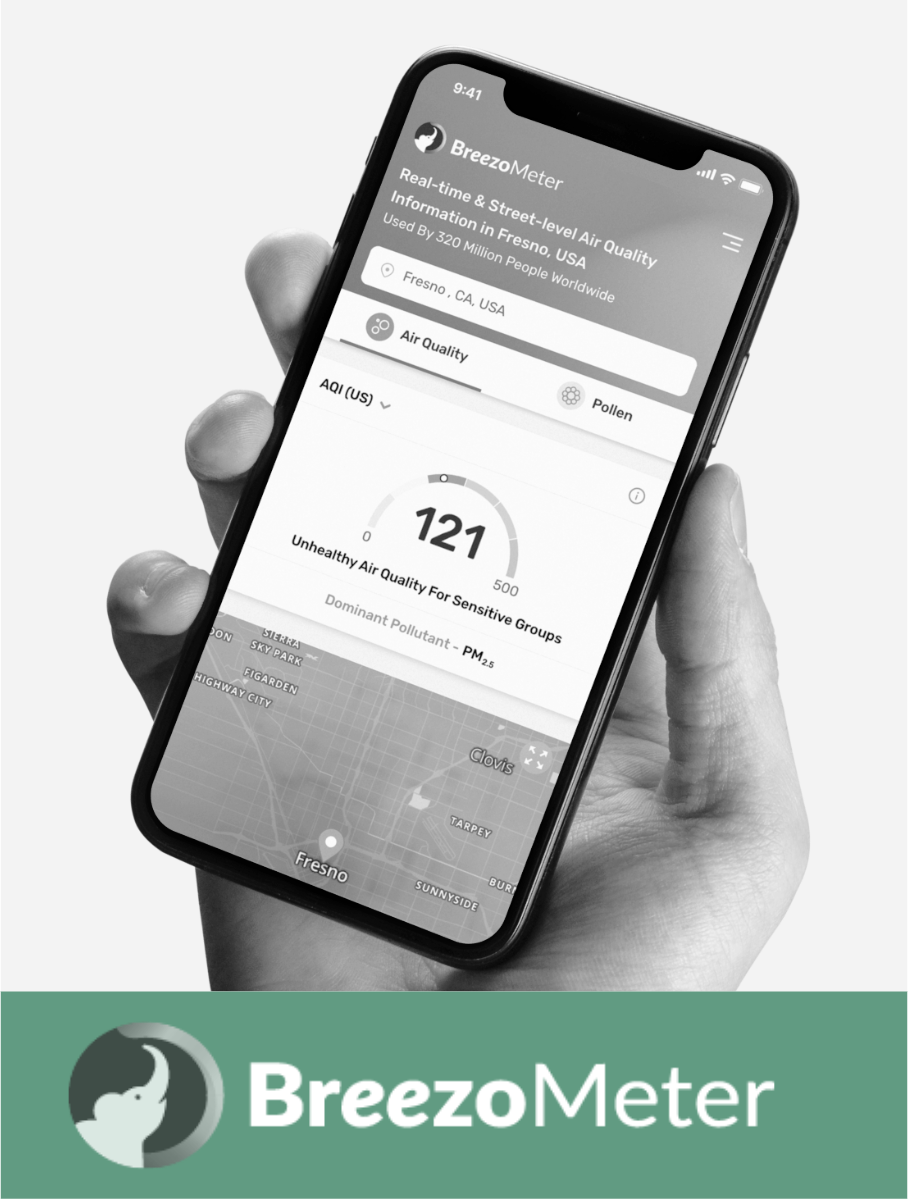 9:41
BreezoMeter
Real-time & Street-level Air Quality
Information in Fresno, USA
Used By 320 Million People Worldwide
Fresno , CA, USA
Air Quality
Pollen
AQI (US)
121
0
500
Unhealthy Air Quality For Sensitive Groups
Dominant Pollutant - PM2.5
DON
SIERRA
SKY PARK
FIGARDEN
HIGHWAY CITY
Clovis
TARPEY
Fresno
SUNNYSIDE
BUR
BreezoMeter